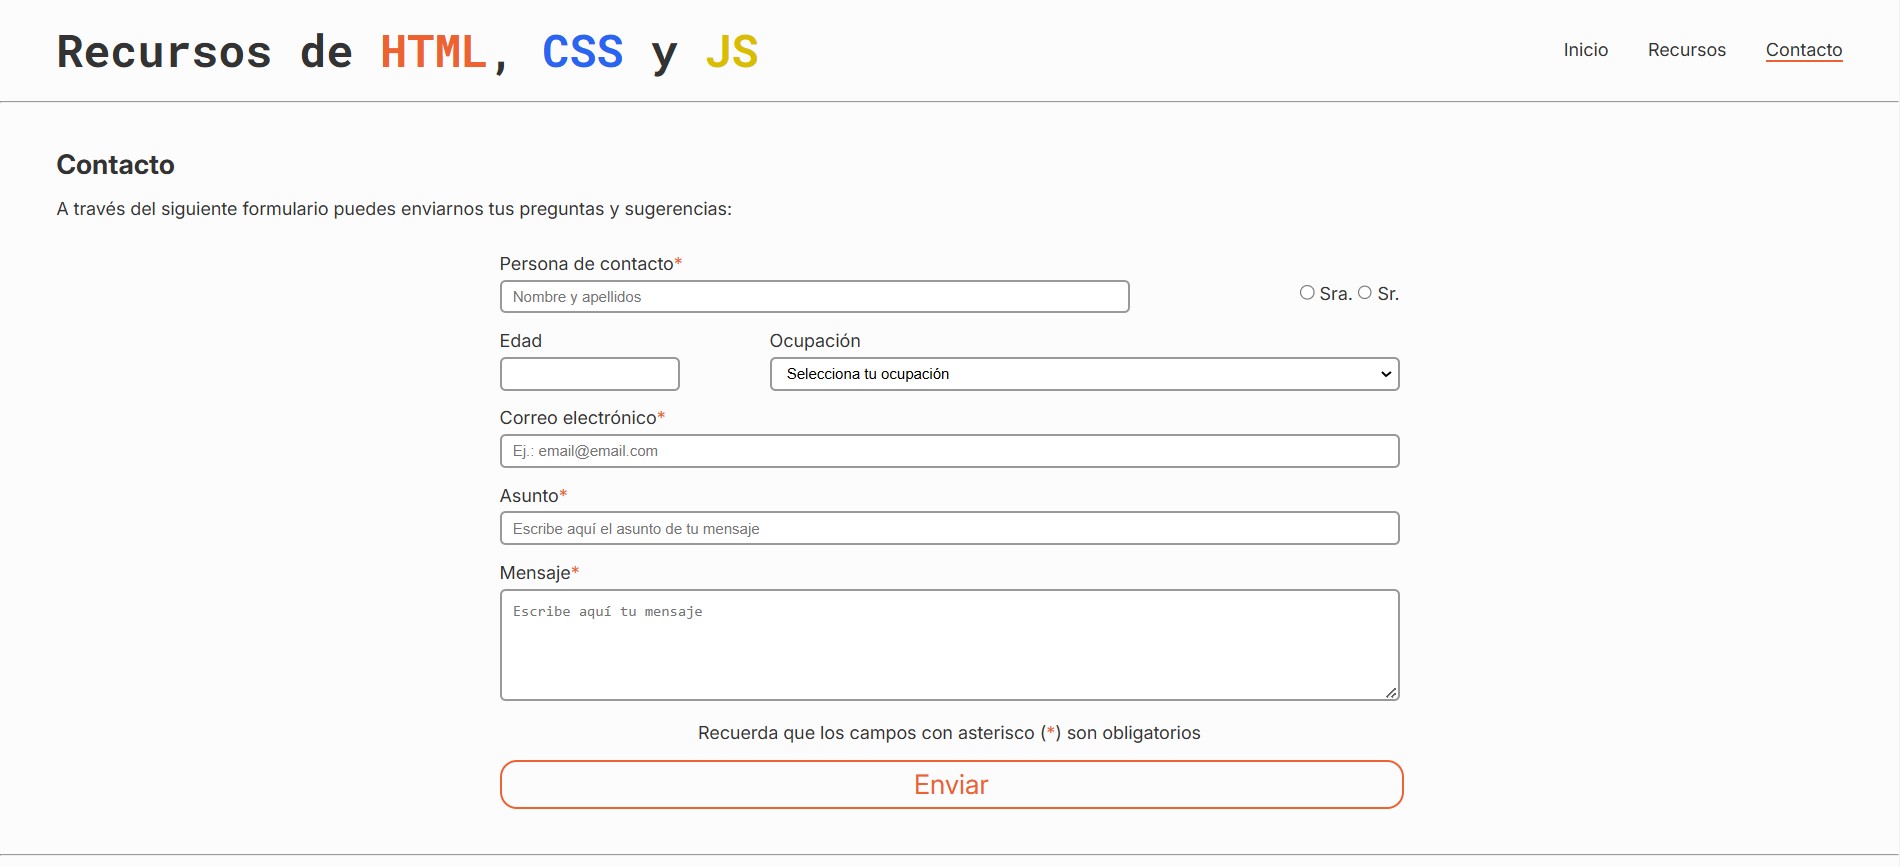 Recursos de HTML, CSS y JS
Inicio Recursos Contacto
Contacto
A través del siguiente formulario puedes enviarnos tus preguntas y sugerencias:
Persona de contacto*
Nombre y apellidos
Sra. Sr.
Edad Ocupación
Selecciona tu ocupación
Correo electrónico*
Ej.: email@email.com
Asunto*
Escribe aquí el asunto de tu mensaje
Mensaje*
Escribe aquí tu mensaje
Recuerda que los campos con asterisco (*) son obligatorios
Enviar